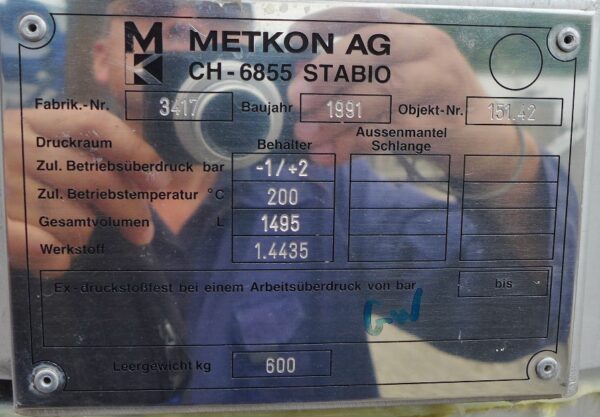 MK METKON AG
CH-6855 STABIO
Fabrik.-Nr. 3417 Baujahr 1991 Objekt-Nr. 151.42
Druckraum Behälter Aussenmantel Schlange
Zul. Betriebsüberdruck bar -1/+2
Zul. Betriebstemperatur °C 200
Gesamtvolumen L 1495
Werkstoff 1.4435
Ex-druckstoßfest bei einem Arbeitsüberdruck von bar bis
Leergewicht kg 600